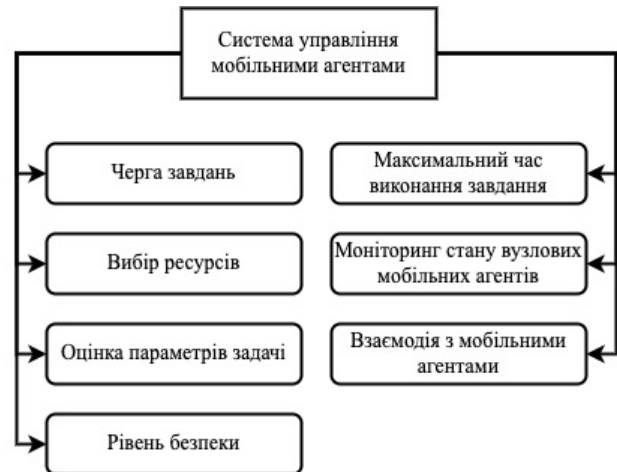 Система управління
мобільними агентами
Черга завдань
Вибір ресурсів
Оцінка параметрів задачі
Рівень безпеки
Максимальний час
виконання завдання
Моніторинг стану вузлових
мобільних агентів
Взаємодія з мобільними
агентами